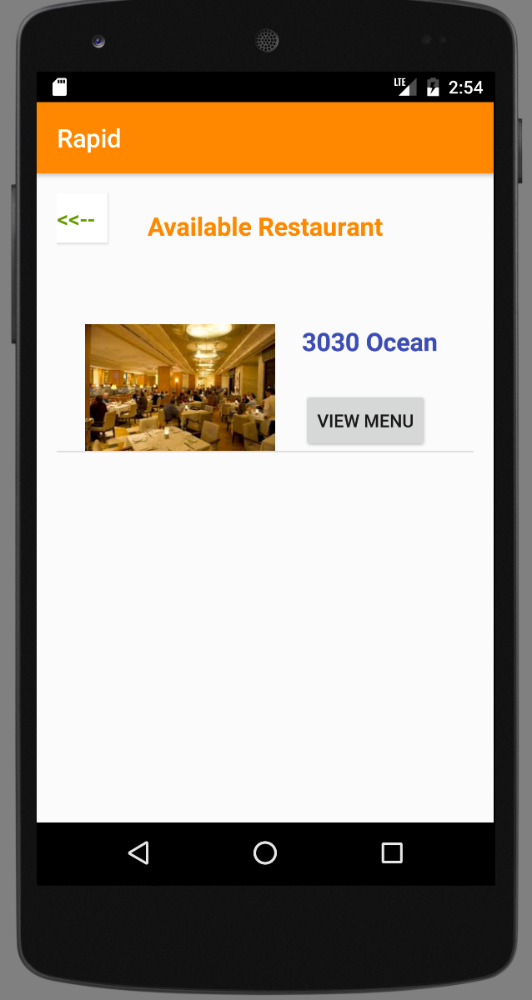 LTE 2:54
Rapid
<<--
Available Restaurant
3030 Ocean
VIEW MENU